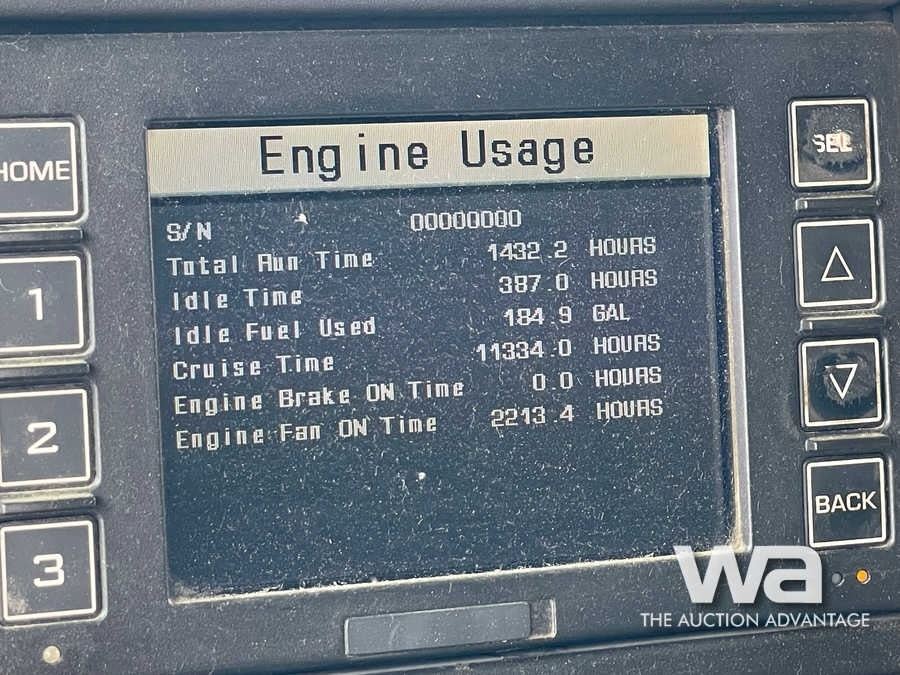 Engine Usage
S/N 00000000
Total Run Time 1432.2 HOURS
Idle Time 387.0 HOURS
Idle Fuel Used 184.9 GAL
Cruise Time 11334.0 HOURS
Engine Brake ON Time 0.0 HOURS
Engine Fan ON Time 2213.4 HOURS
HOME
1
2
3
SEL
BACK
wa
THE AUCTION ADVANTAGE